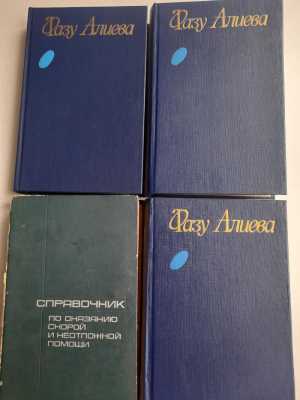 Фазу Алиева
Фазу Алиева
СПРАВОЧНИК
ПО ОКАЗАНИЮ
СКОРОЙ
И НЕОТЛОЖНОЙ
ПОМОЩИ
Фазу Алиева